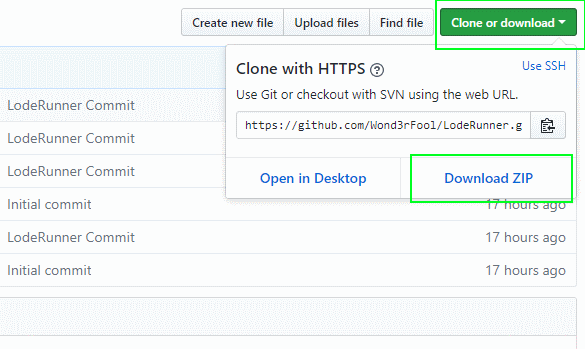 Create new file Upload files Find file Clone or download
Clone with HTTPS Use SSH
Use Git or checkout with SVN using the web URL.
https://github.com/Wond3rFool/LodeRunner.g
Open in Desktop Download ZIP
LodeRunner Commit
LodeRunner Commit
LodeRunner Commit
Initial commit 17 hours ago
LodeRunner Commit 17 hours ago
Initial commit 17 hours ago